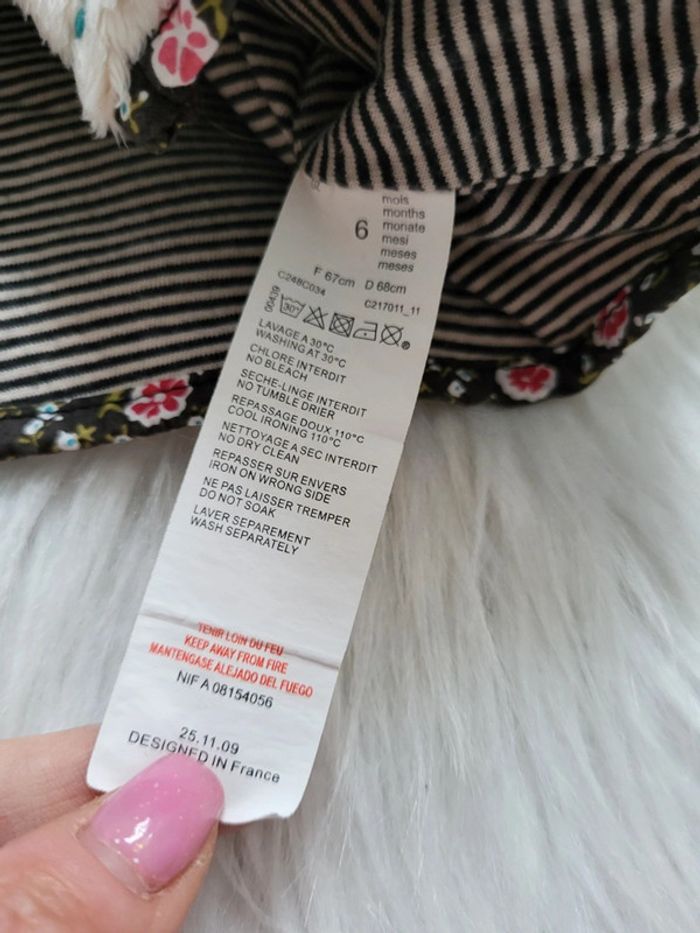 mois
months
6 monate
mesi
meses
meses
F 67cm D 68cm
C248C034 C217011_11
00439
30°
LAVAGE A 30°C
WASHING AT 30°C
CHLORE INTERDIT
NO BLEACH
SECHE-LINGE INTERDIT
NO TUMBLE DRIER
REPASSAGE DOUX 110°C
COOL IRONING 110°C
NETTOYAGE A SEC INTERDIT
NO DRY CLEAN
REPASSER SUR ENVERS
IRON ON WRONG SIDE
NE PAS LAISSER TREMPER
DO NOT SOAK
LAVER SEPAREMENT
WASH SEPARATELY
TENIR LOIN DU FEU
KEEP AWAY FROM FIRE
MANTENGASE ALEJADO DEL FUEGO
NIF A 08154056
25.11.09
DESIGNED IN France